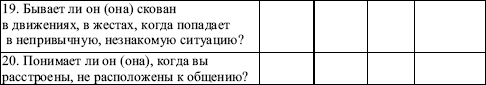 19. Бывает ли он (она) скован
в движениях, в жестах, когда попадает
в непривычную, незнакомую ситуацию?
20. Понимает ли он (она), когда вы
расстроены, не расположены к общению?